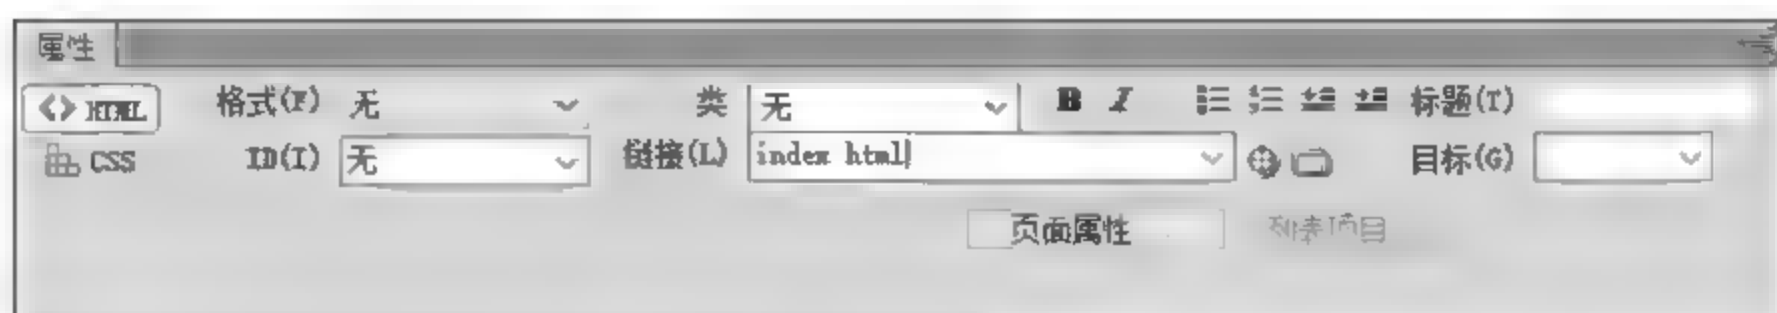 属性
<> HTML 格式(F) 无 类 无 B I 标题(T)
CSS ID(I) 无 链接(L) index html 目标(G)
页面属性 列表项目